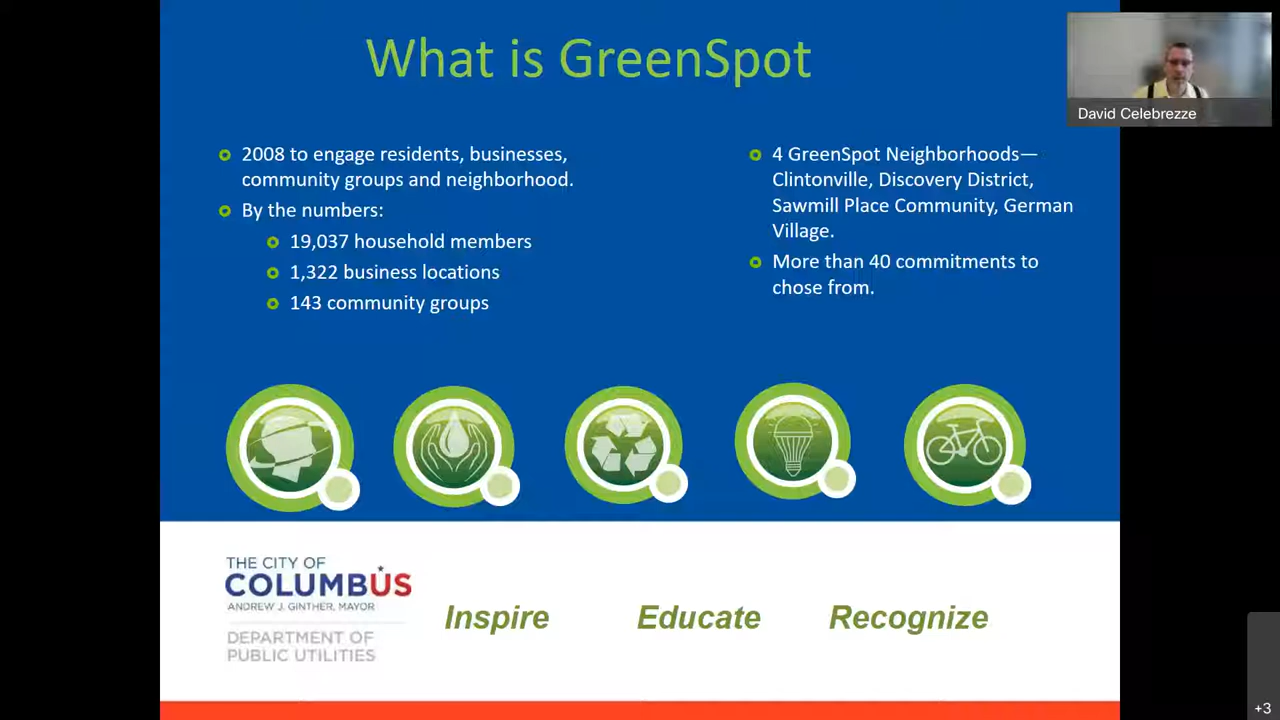 What is GreenSpot
David Celebrezze
2008 to engage residents, businesses,
community groups and neighborhood.
By the numbers:
19,037 household members
1,322 business locations
143 community groups
4 GreenSpot Neighborhoods—
Clintonville, Discovery District,
Sawmill Place Community, German
Village.
More than 40 commitments to
chose from.
THE CITY OF
COLUMBUS
ANDREW J. GINTHER, MAYOR
DEPARTMENT OF
PUBLIC UTILITIES
Inspire Educate Recognize
+3